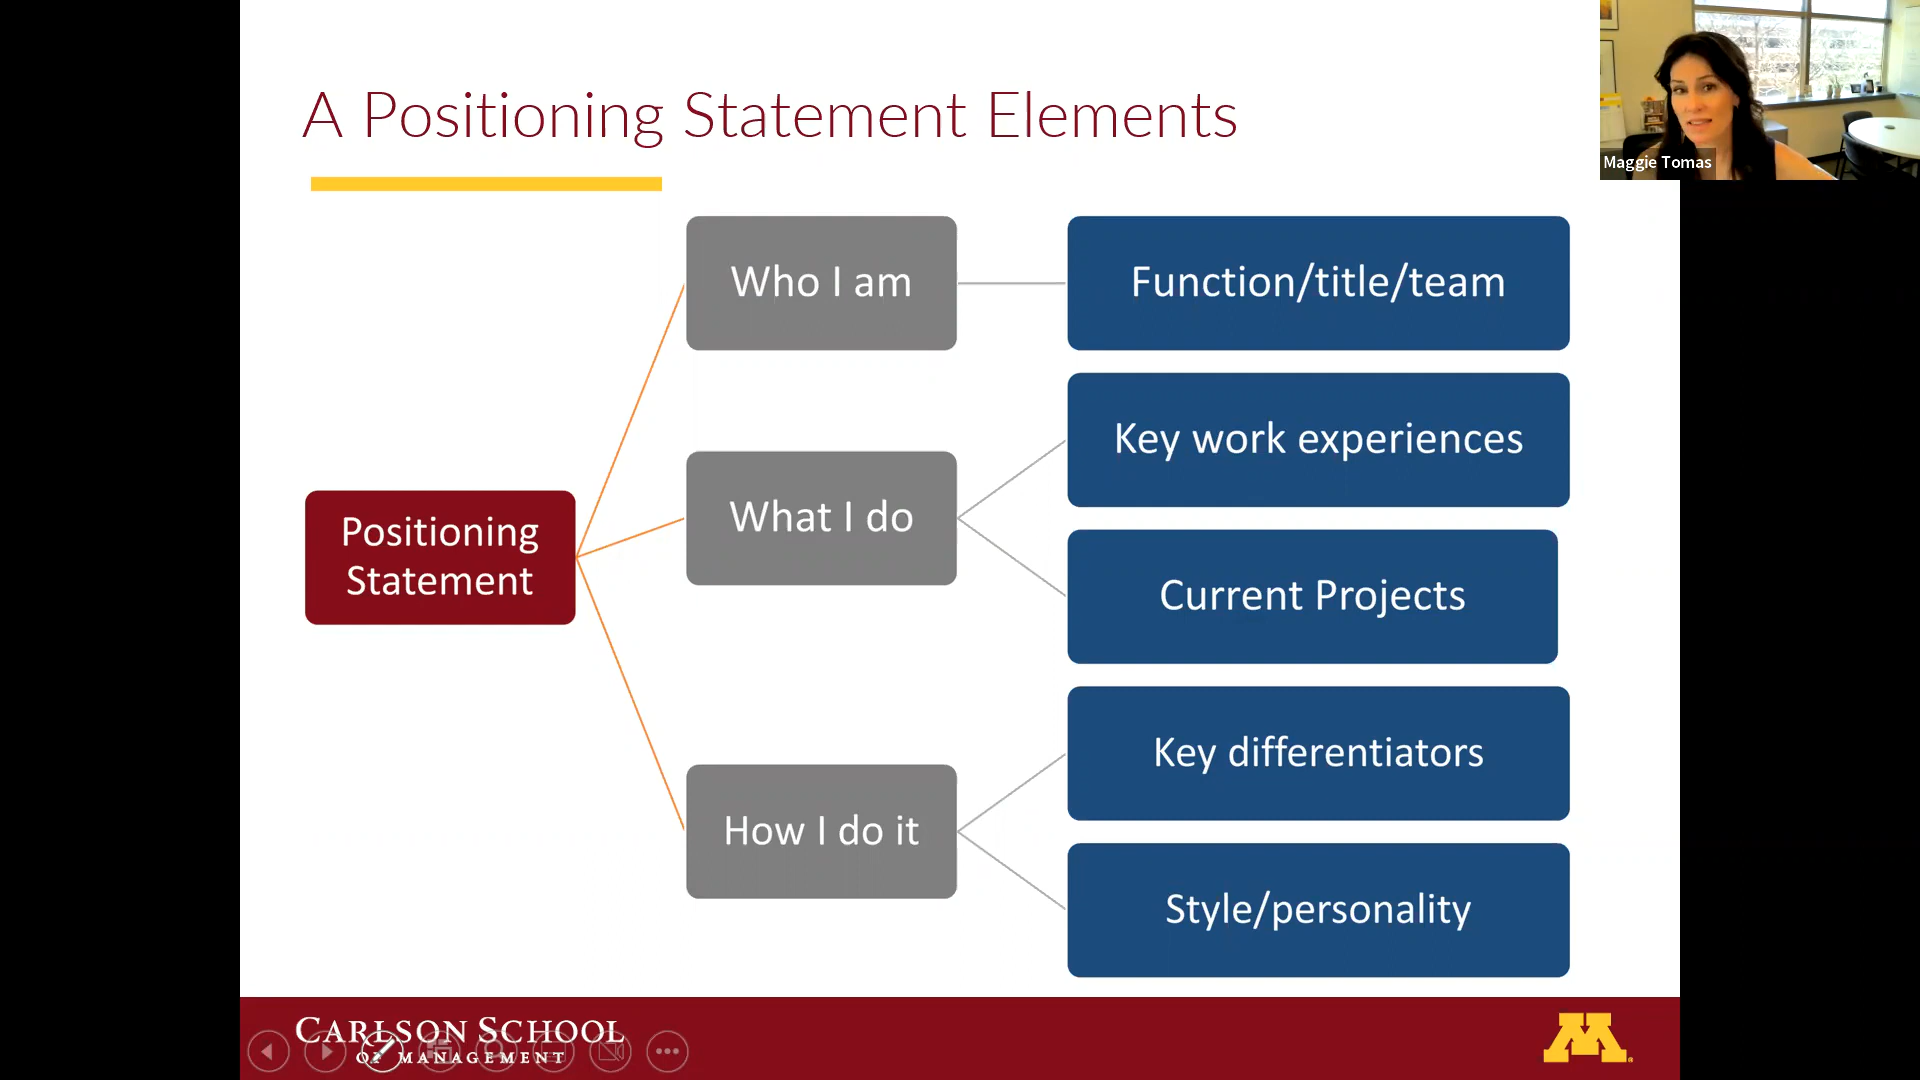 A Positioning Statement Elements
Maggie Tomas
Who I am
Function/title/team
Key work experiences
What I do
Positioning
Statement
Current Projects
Key differentiators
How I do it
Style/personality
CARLSON SCHOOL
OF MANAGEMENT
M